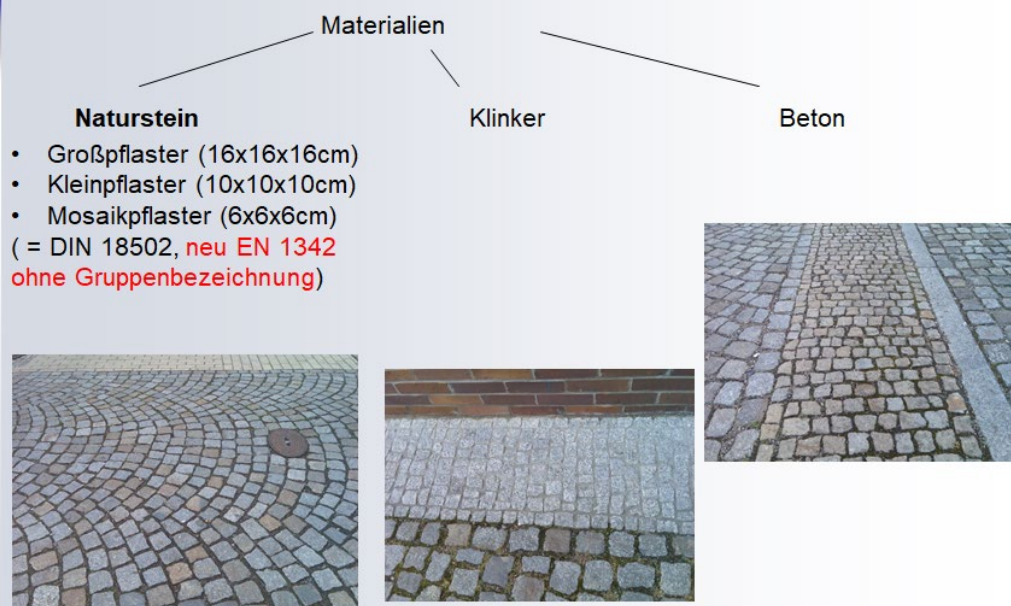 Materialien
Naturstein
Klinker
Beton
• Großpflaster (16x16x16cm)
• Kleinpflaster (10x10x10cm)
• Mosaikpflaster (6x6x6cm)
( = DIN 18502, neu EN 1342
ohne Gruppenbezeichnung)